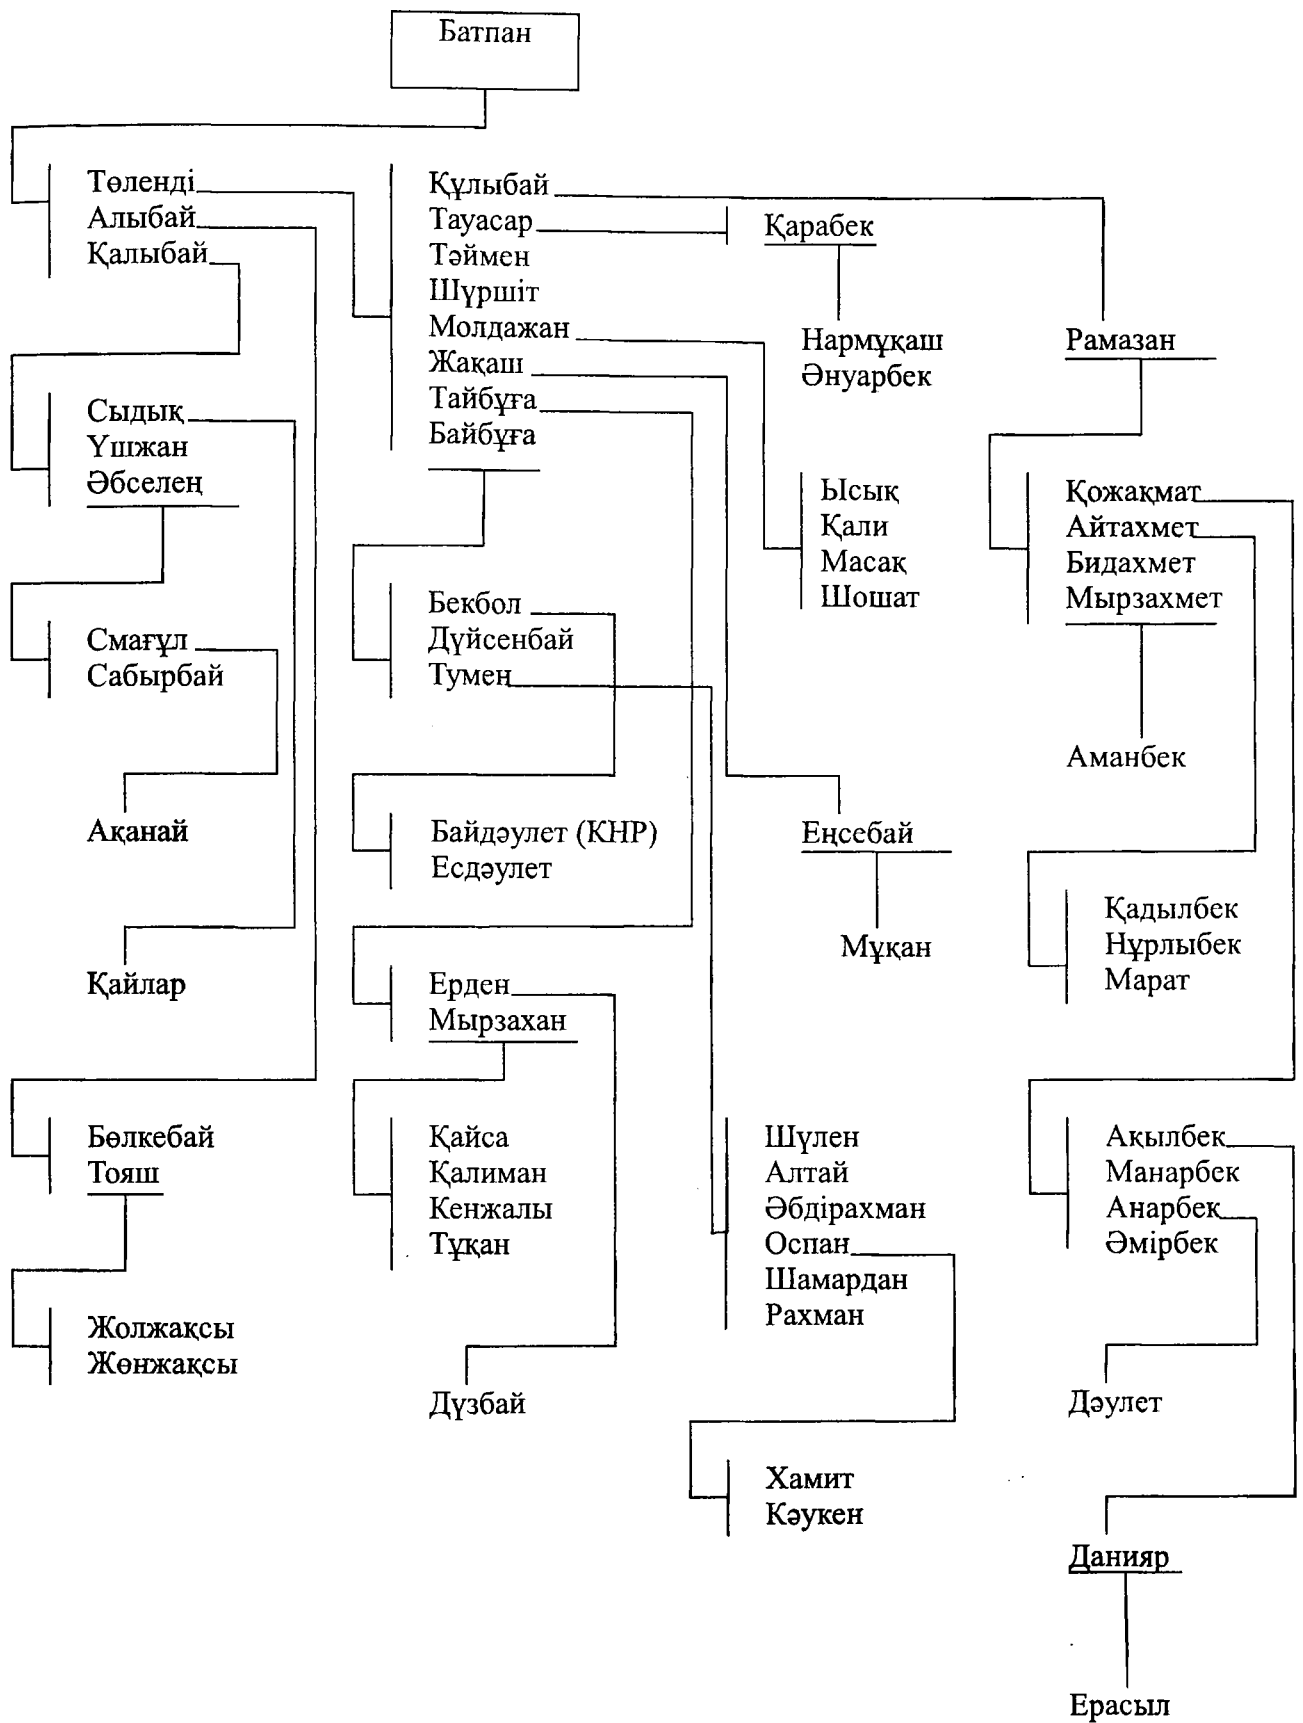 Батпан
Төленді
Алыбай
Қалыбай
Құлыбай
Тауасар
Тәймен
Шүршіт
Молдажан
Жақаш
Тайбұға
Байбұға
Қарабек
Нармұқаш
Әнуарбек
Рамазан
Сыдық
Үшжан
Әбселең
Ысық
Қали
Масақ
Шошат
Қожақмат
Айтахмет
Бидахмет
Мырзахмет
Смағұл
Сабырбай
Бекбол
Дүйсенбай
Тумен
Аманбек
Ақанай
Байдәулет (КНР)
Есдәулет
Еңсебай
Мұқан
Қадылбек
Нұрлыбек
Марат
Қайлар
Ерден
Мырзахан
Бөлкебай
Тояш
Қайса
Қалиман
Кенжалы
Тұқан
Шүлен
Алтай
Әбдірахман
Оспан
Шамардан
Рахман
Ақылбек
Манарбек
Анарбек
Әмірбек
Жолжақсы
Жөнжақсы
Дүзбай
Дәулет
Хамит
Кәукен
Данияр
Ерасыл